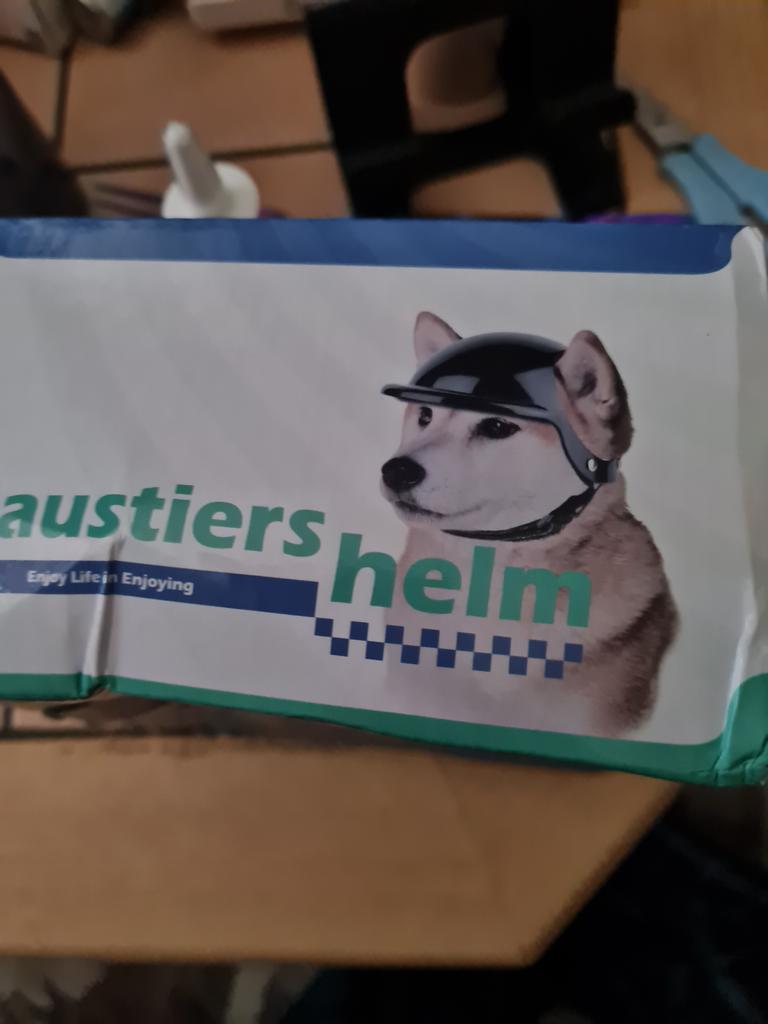 austiers
helm
Enjoy Life in Enjoying